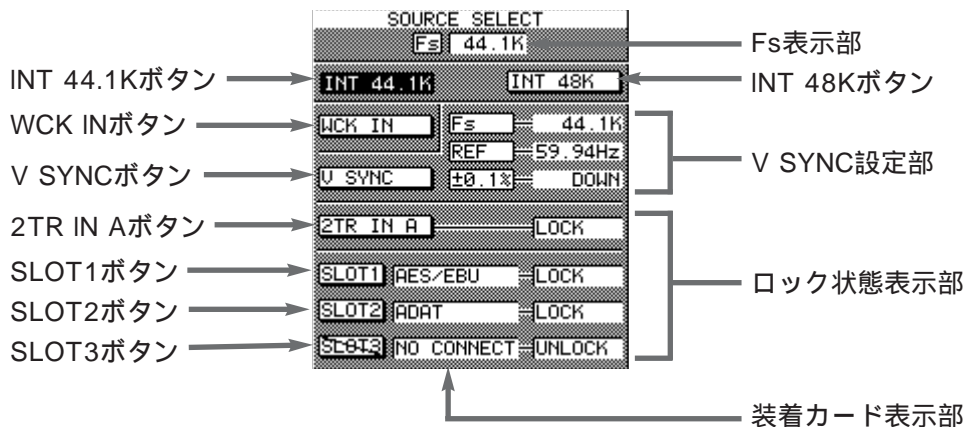 SOURCE SELECT
Fs 44.1K
Fs表示部
INT 44.1Kボタン
INT 44.1K
INT 48K
INT 48Kボタン
WCK INボタン
WCK IN
Fs 44.1K
REF 59.94Hz
V SYNC設定部
V SYNCボタン
V SYNC
±0.1% DOWN
2TR IN Aボタン
2TR IN A LOCK
SLOT1ボタン
SLOT1 AES/EBU LOCK
ロック状態表示部
SLOT2ボタン
SLOT2 ADAT LOCK
SLOT3ボタン
SLOT3 NO CONNECT UNLOCK
装着カード表示部